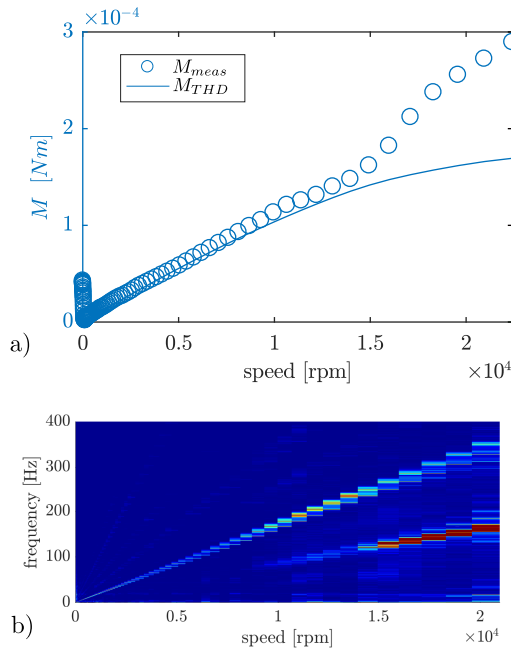 3
×10⁻⁴
M_meas
M_THD
2
M [Nm]
1
0
a)
0 0.5 1 1.5 2
speed [rpm] ×10⁴
400
300
frequency [Hz]
200
100
0
0 0.5 1 1.5 2
b)
speed [rpm] ×10⁴